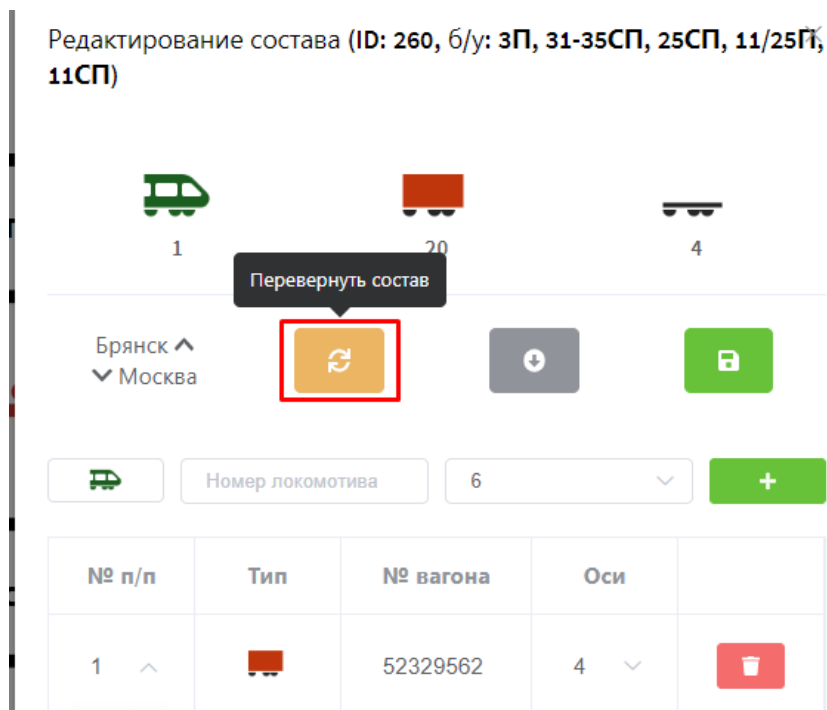 Редактирование состава (ID: 260, б/у: 3П, 31-35СП, 25СП, 11/25П,
11СП)
1 20 4
Перевернуть состав
Брянск
Москва
Номер локомотива 6
№ п/п Тип № вагона Оси
1 52329562 4